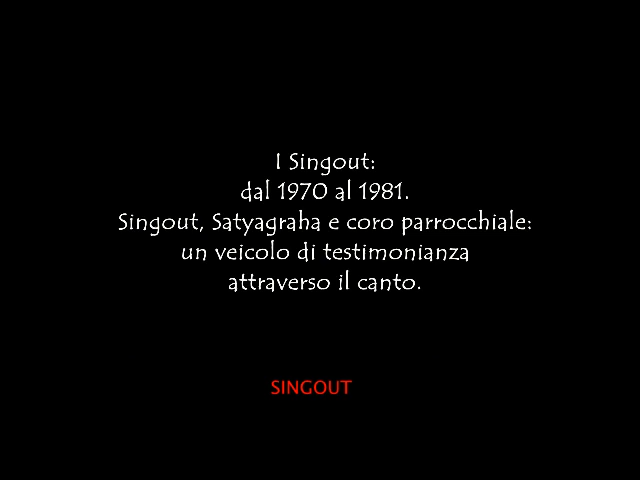 I Singout:
dal 1970 al 1981.
Singout, Satyagraha e coro parrocchiale:
un veicolo di testimonianza
attraverso il canto.
SINGOUT